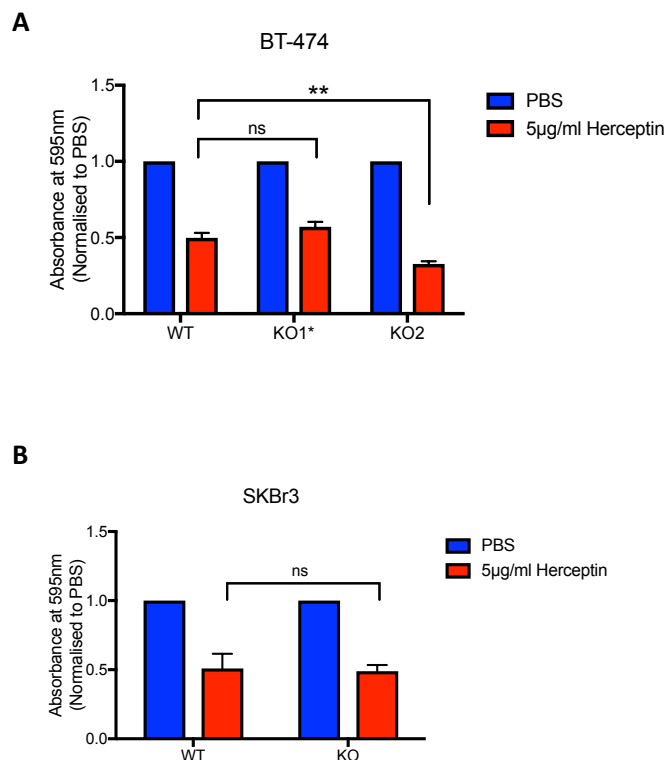 A
BT-474
1.5
1.0
0.5
0.0
Absorbance at 595nm
(Normalised to PBS)
**
ns
WT
KO1*
KO2
PBS
5µg/ml Herceptin
B
SKBr3
1.5
1.0
0.5
0.0
Absorbance at 595nm
(Normalised to PBS)
ns
WT
KO
PBS
5µg/ml Herceptin